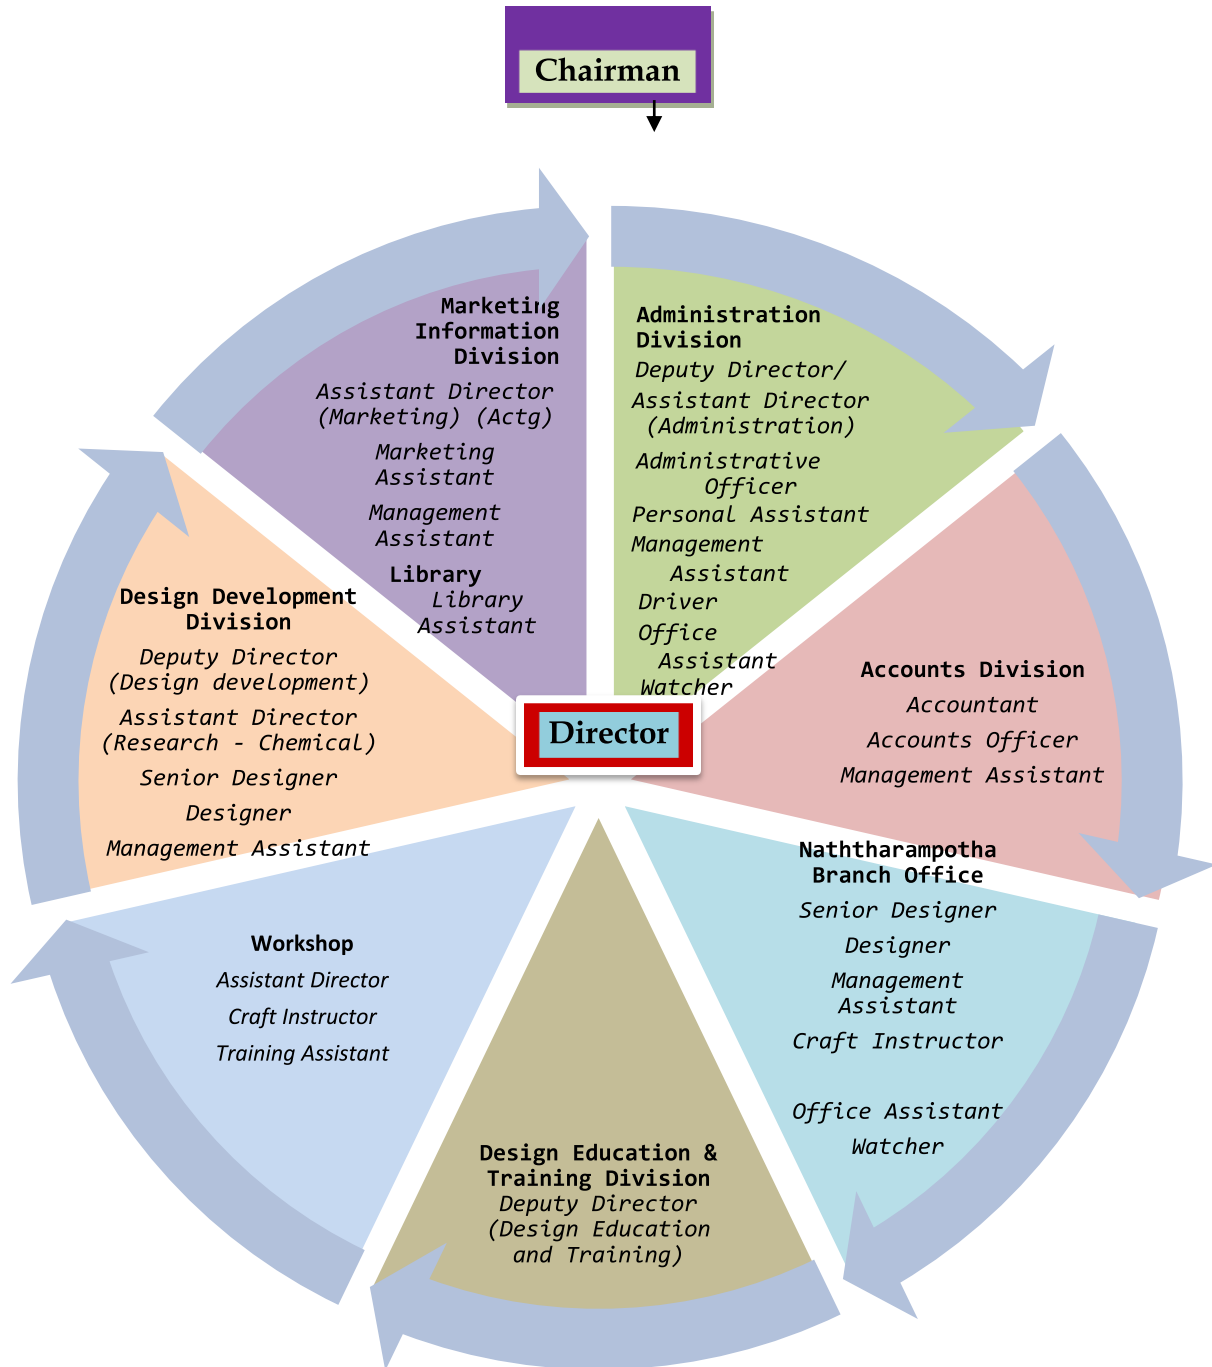 Chairman
Marketing
Information
Division
Assistant Director
(Marketing) (Actg)
Marketing
Assistant
Management
Assistant
Library
Library
Assistant
Administration
Division
Deputy Director/
Assistant Director
(Administration)
Administrative
Officer
Personal Assistant
Management
Assistant
Driver
Office
Assistant
Watcher
Design Development
Division
Deputy Director
(Design development)
Assistant Director
(Research - Chemical)
Senior Designer
Designer
Management Assistant
Director
Accounts Division
Accountant
Accounts Officer
Management Assistant
Naththarampotha
Branch Office
Senior Designer
Designer
Management
Assistant
Craft Instructor
Office Assistant
Watcher
Workshop
Assistant Director
Craft Instructor
Training Assistant
Design Education &
Training Division
Deputy Director
(Design Education
and Training)